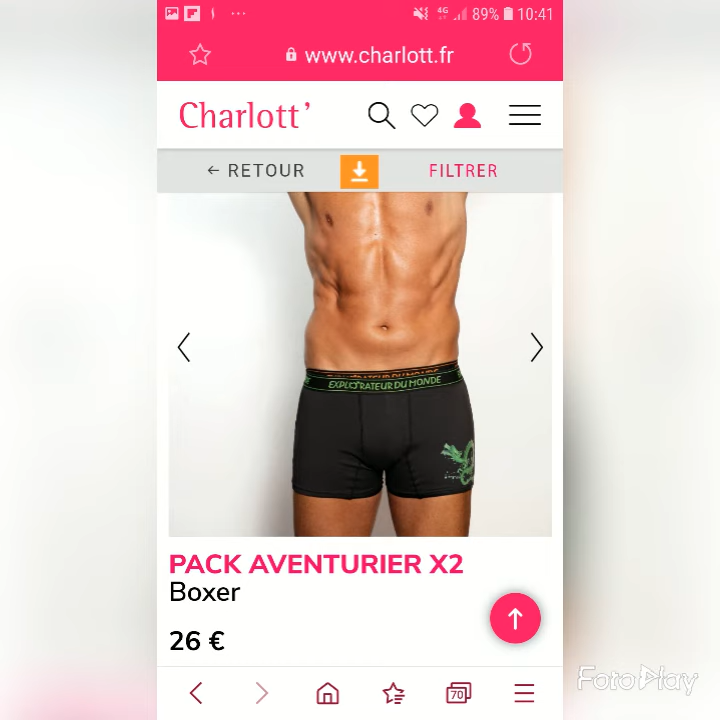 4G 89% 10:41
www.charlott.fr
Charlott'
← RETOUR
FILTRER
EXPLORATEUR DU MONDE
PACK AVENTURIER X2
Boxer
26 €
70
FotoPlay